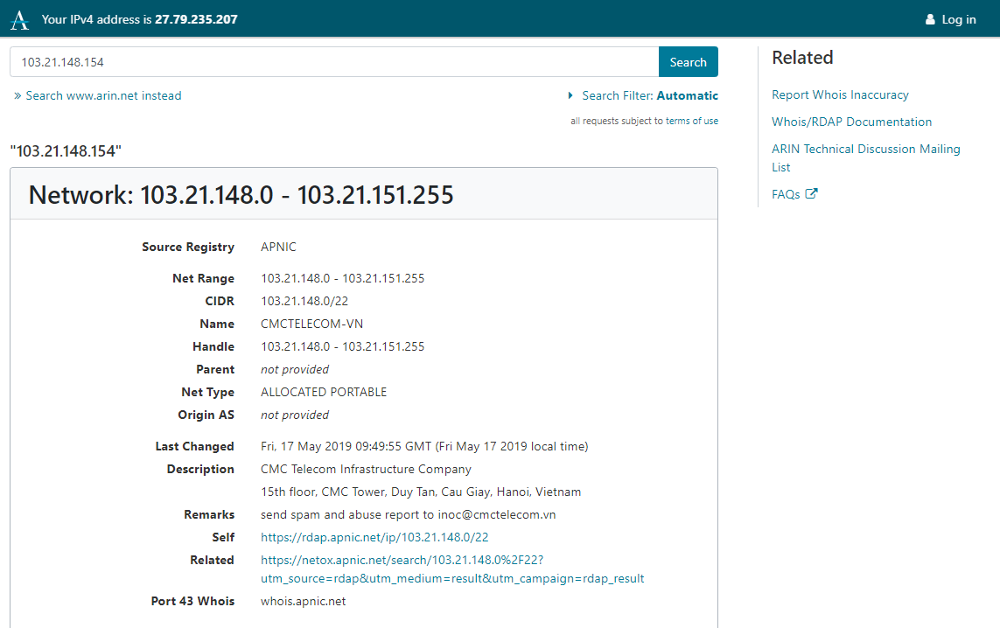 Your IPv4 address is 27.79.235.207
Log in
103.21.148.154
Search
» Search www.arin.net instead
Search Filter: Automatic
all requests subject to terms of use
"103.21.148.154"
Network: 103.21.148.0 - 103.21.151.255
Source Registry APNIC
Net Range 103.21.148.0 - 103.21.151.255
CIDR 103.21.148.0/22
Name CMCTELECOM-VN
Handle 103.21.148.0 - 103.21.151.255
Parent not provided
Net Type ALLOCATED PORTABLE
Origin AS not provided
Last Changed Fri, 17 May 2019 09:49:55 GMT (Fri May 17 2019 local time)
Description CMC Telecom Infrastructure Company
15th floor, CMC Tower, Duy Tan, Cau Giay, Hanoi, Vietnam
Remarks send spam and abuse report to inoc@cmctelecom.vn
Self https://rdap.apnic.net/ip/103.21.148.0/22
Related https://netox.apnic.net/search/103.21.148.0%2F22?
utm_source=rdap&utm_medium=result&utm_campaign=rdap_result
Port 43 Whois whois.apnic.net
Related
Report Whois Inaccuracy
Whois/RDAP Documentation
ARIN Technical Discussion Mailing
List
FAQs